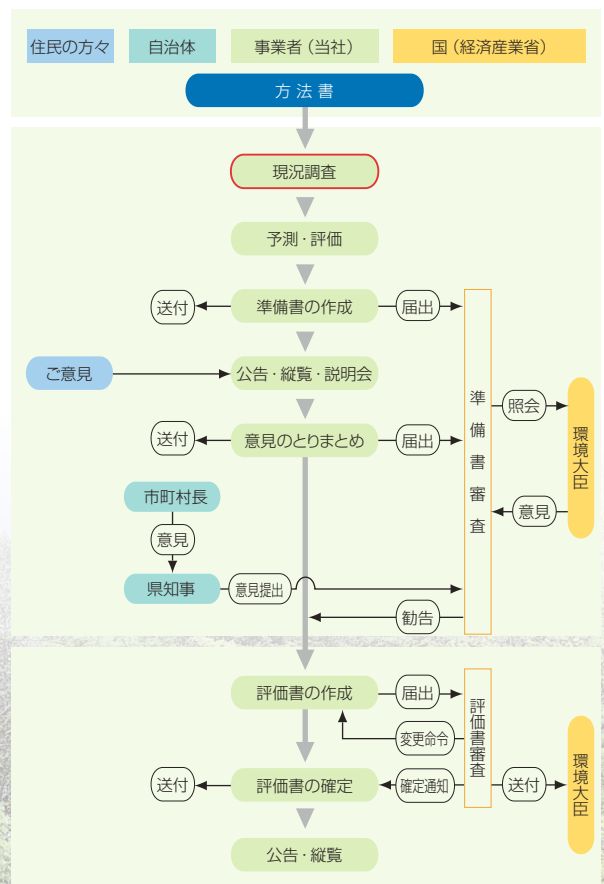 住民の方々
自治体
事業者（当社）
国（経済産業省）
方法書
現況調査
予測・評価
送付
準備書の作成
届出
ご意見
公告・縦覧・説明会
準備書審査
照会
環境大臣
送付
意見のとりまとめ
届出
意見
市町村長
意見
県知事
意見提出
勧告
評価書の作成
届出
評価書審査
変更命令
環境大臣
送付
評価書の確定
確定通知
送付
公告・縦覧